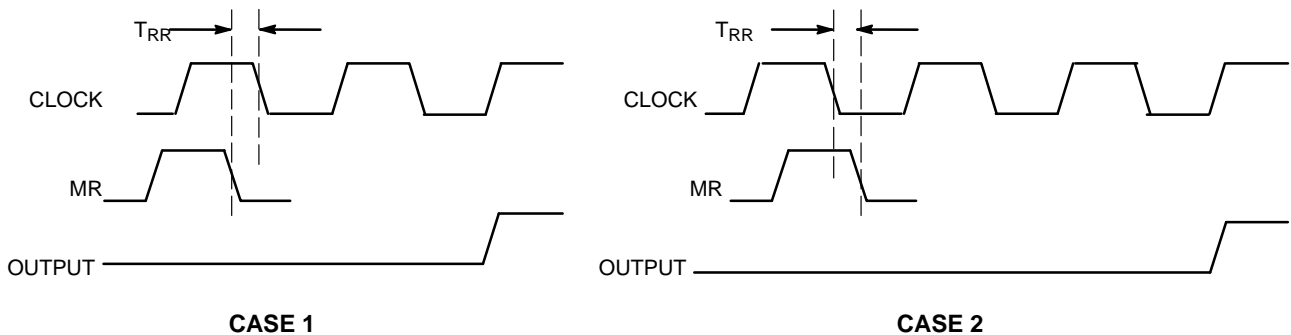 T_RR
CLOCK
MR
OUTPUT
CASE 1
T_RR
CLOCK
MR
OUTPUT
CASE 2